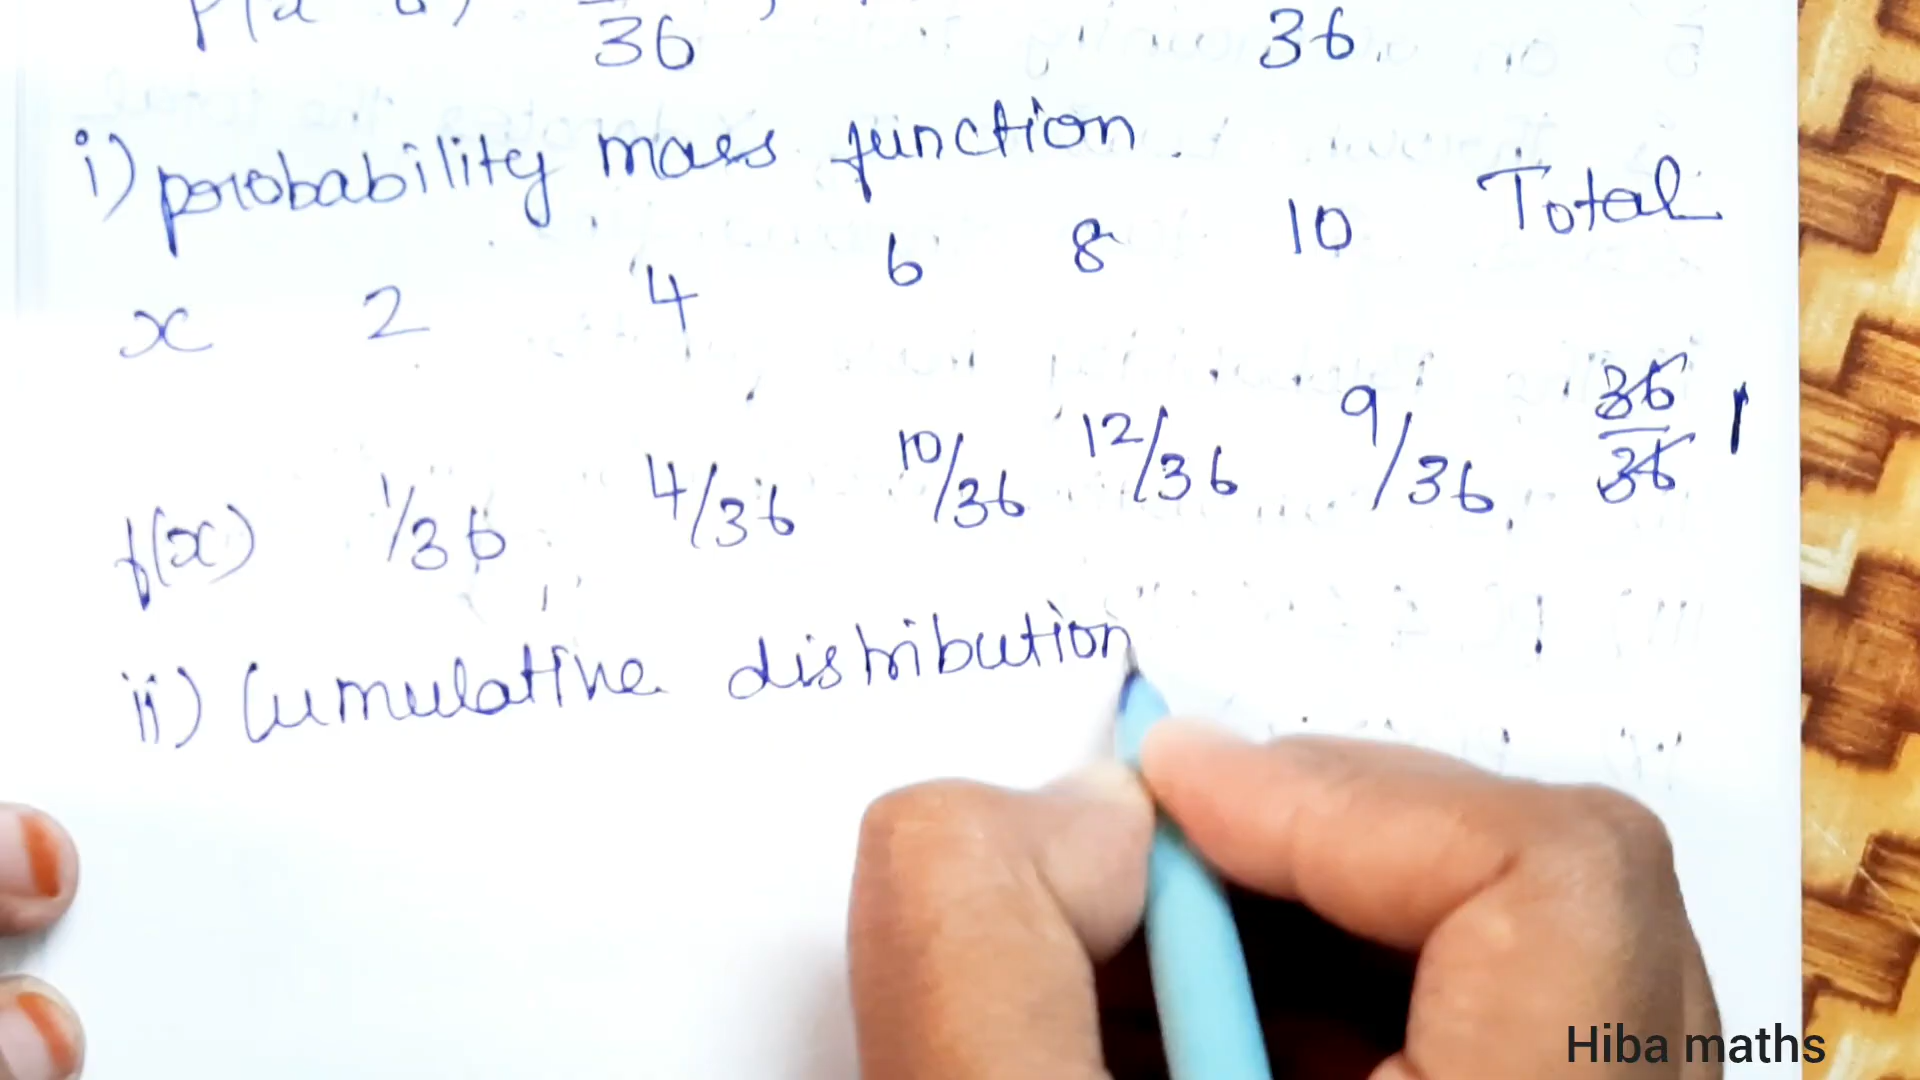 36 36.
i) probability mass function.
x 2 4 6 8 10 Total
f(x) 1/36 4/36 10/36 12/36 9/36 36/36 1
ii) Cumulative distribution
Hiba maths